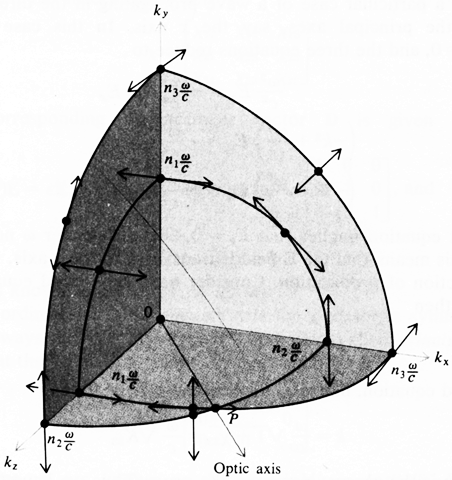 k_y
n_3 ω/c
n_1 ω/c
0
n_2 ω/c
k_x
n_3 ω/c
n_1 ω/c
P
n_2 ω/c
k_z
Optic axis